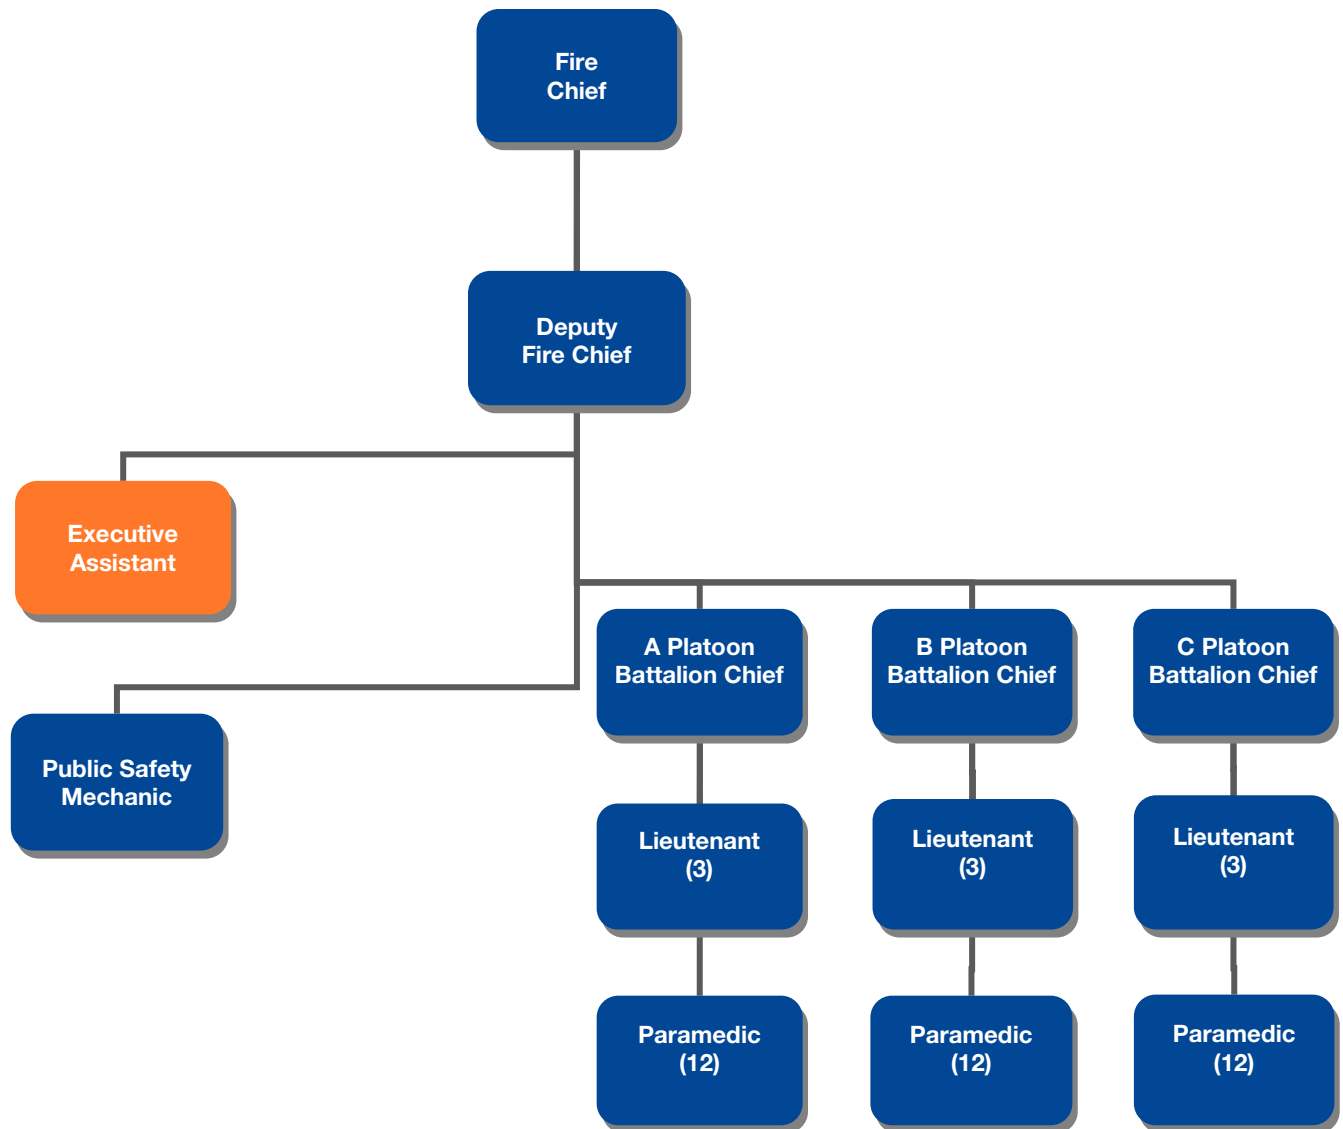 Fire
Chief
Deputy
Fire Chief
Executive
Assistant
A Platoon
Battalion Chief
B Platoon
Battalion Chief
C Platoon
Battalion Chief
Public Safety
Mechanic
Lieutenant
(3)
Lieutenant
(3)
Lieutenant
(3)
Paramedic
(12)
Paramedic
(12)
Paramedic
(12)